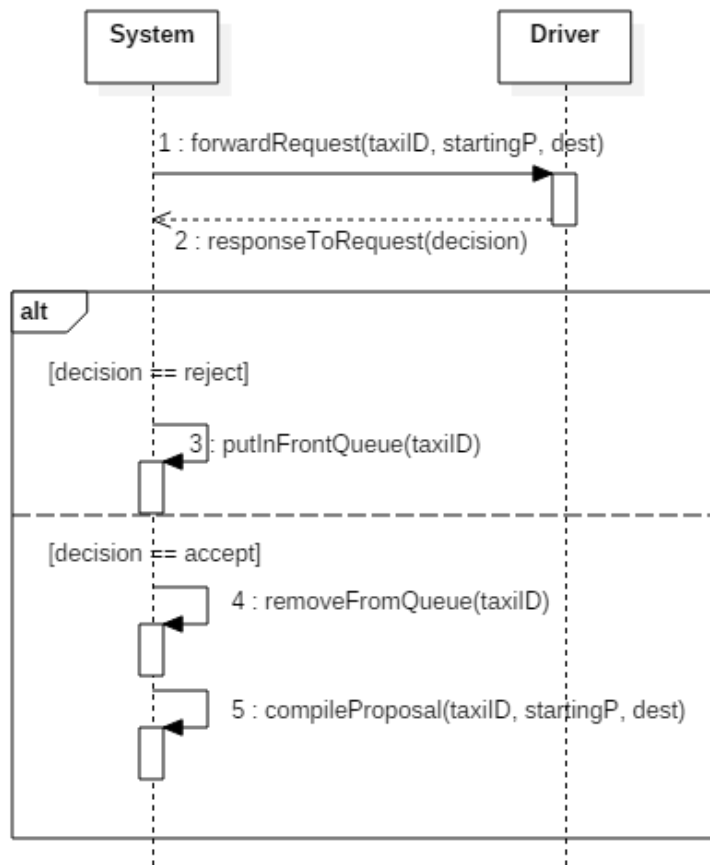 System
Driver
1 : forwardRequest(taxiID, startingP, dest)
2 : responseToRequest(decision)
alt
[decision == reject]
3 : putInFrontQueue(taxiID)
[decision == accept]
4 : removeFromQueue(taxiID)
5 : compileProposal(taxiID, startingP, dest)